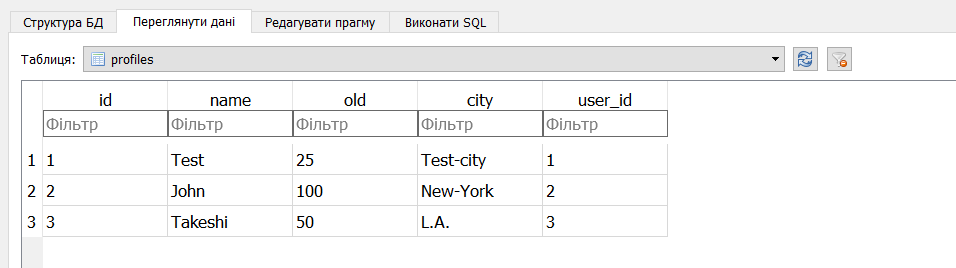 Структура БД Переглянути дані Редагувати прагму Виконати SQL
Таблиця: profiles
id name old city user_id
Фільтр Фільтр Фільтр Фільтр Фільтр
1 1 Test 25 Test-city 1
2 2 John 100 New-York 2
3 3 Takeshi 50 L.A. 3